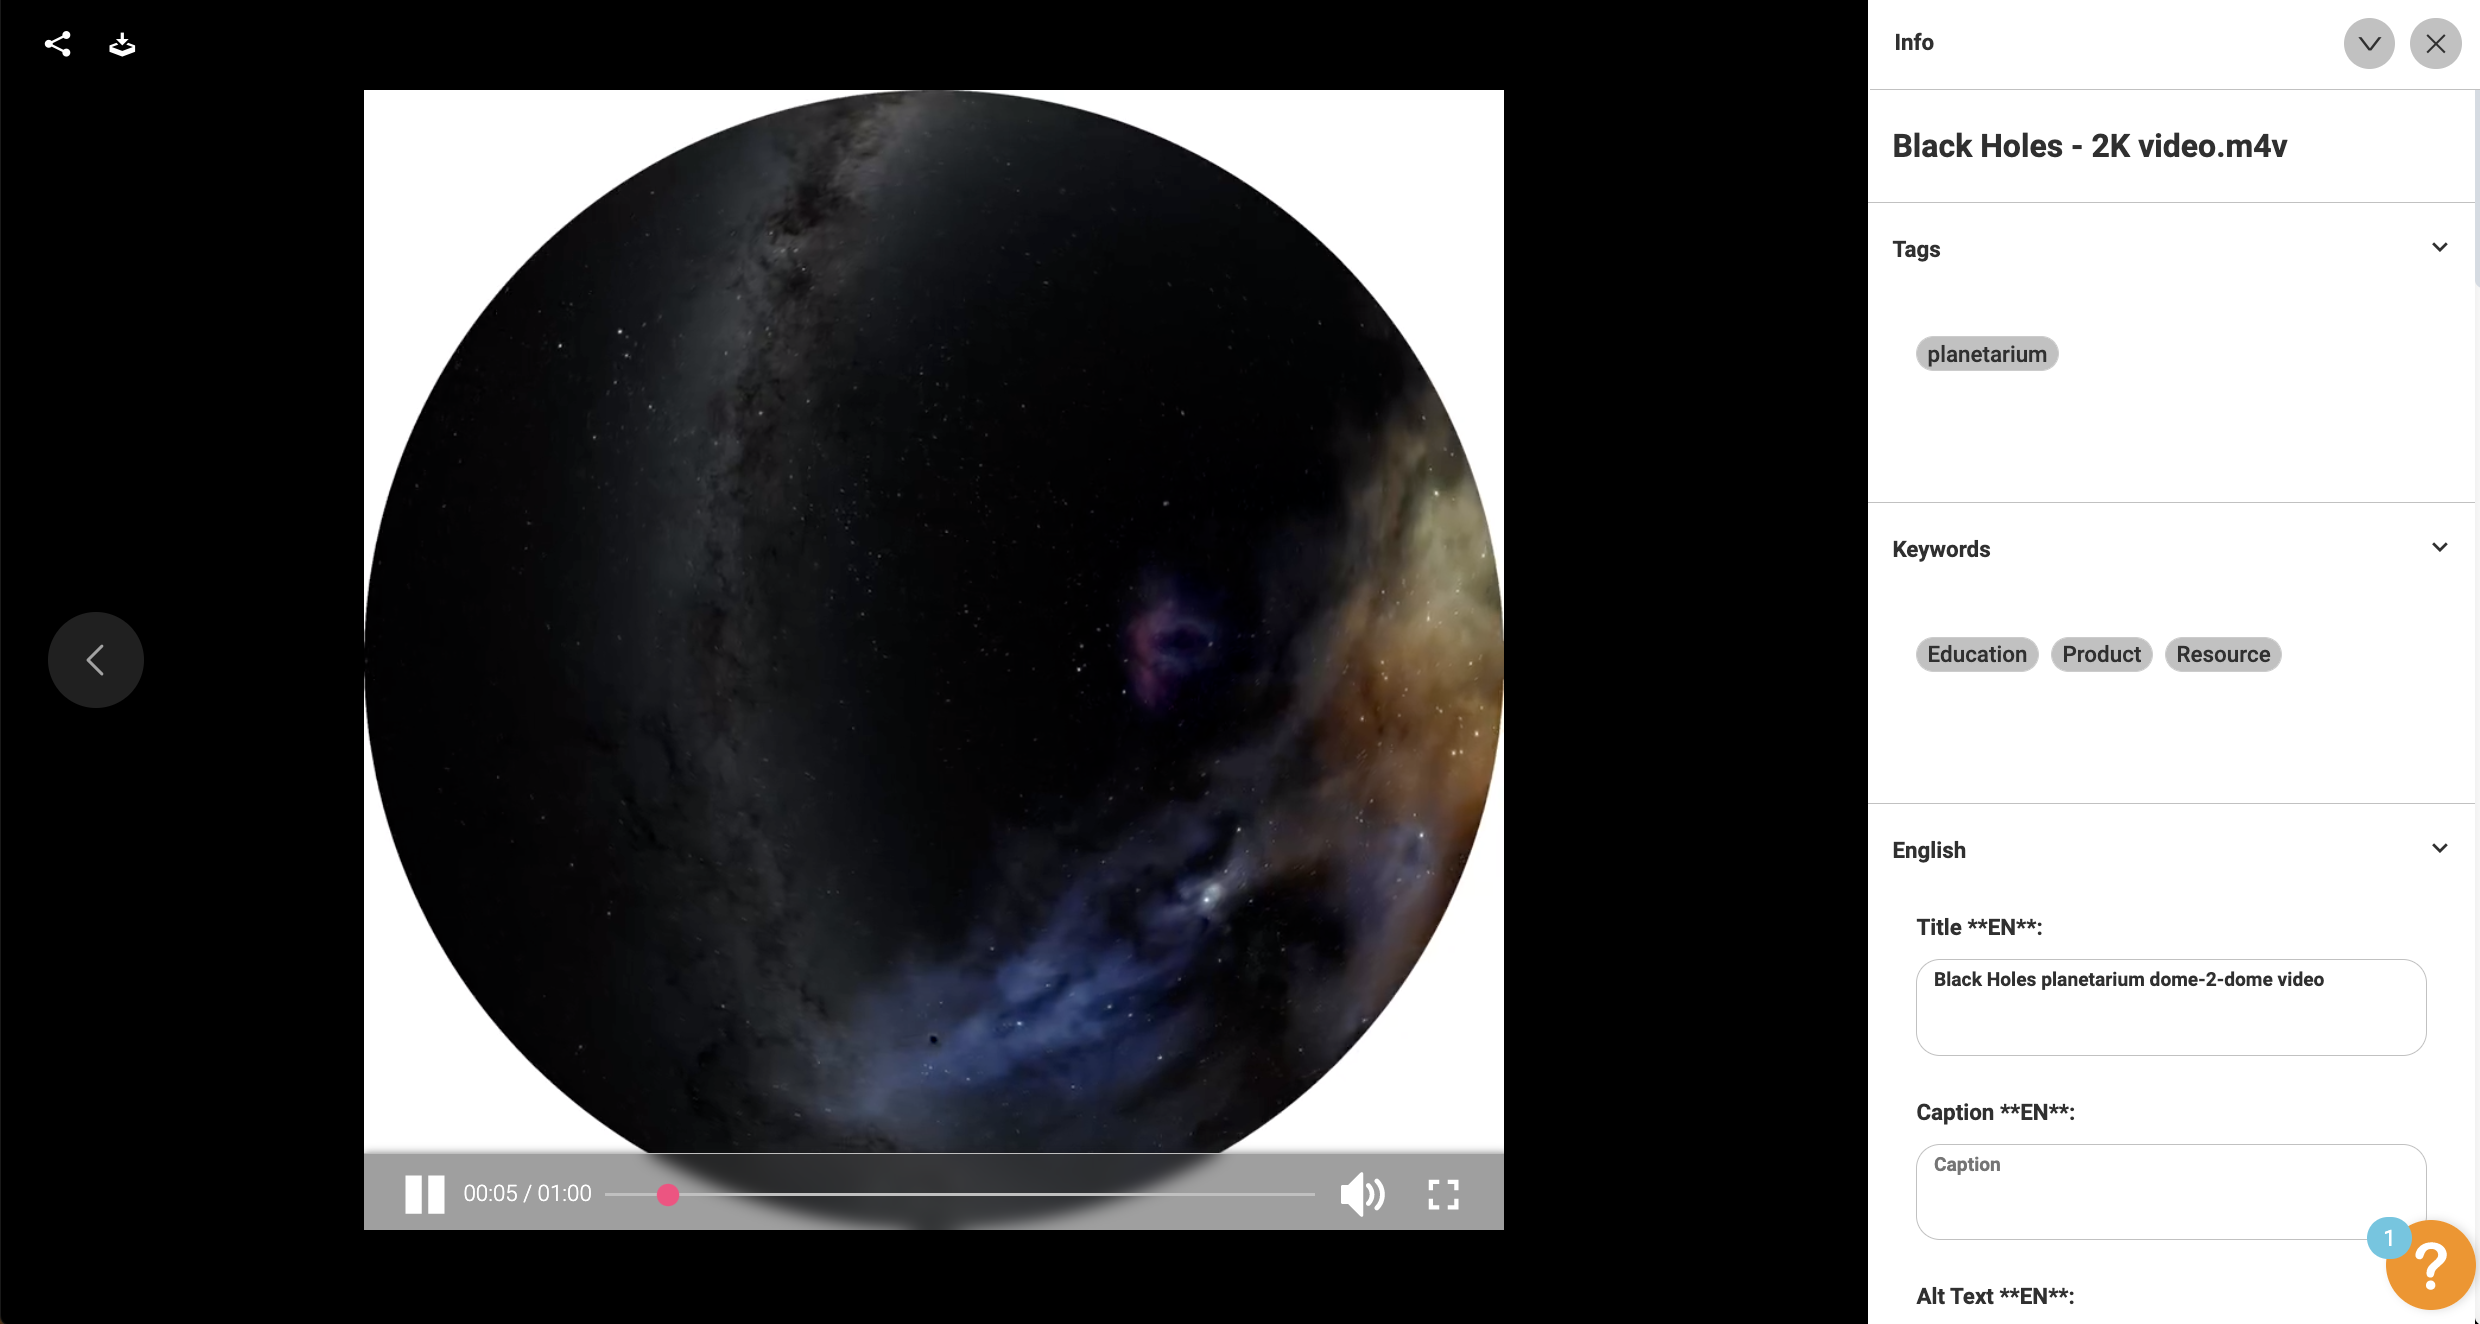 Info
Black Holes - 2K video.m4v
Tags
planetarium
Keywords
Education Product Resource
English
Title **EN**:
Black Holes planetarium dome-2-dome video
Caption **EN**:
Caption
1
?
Alt Text **EN**:
00:05 / 01:00